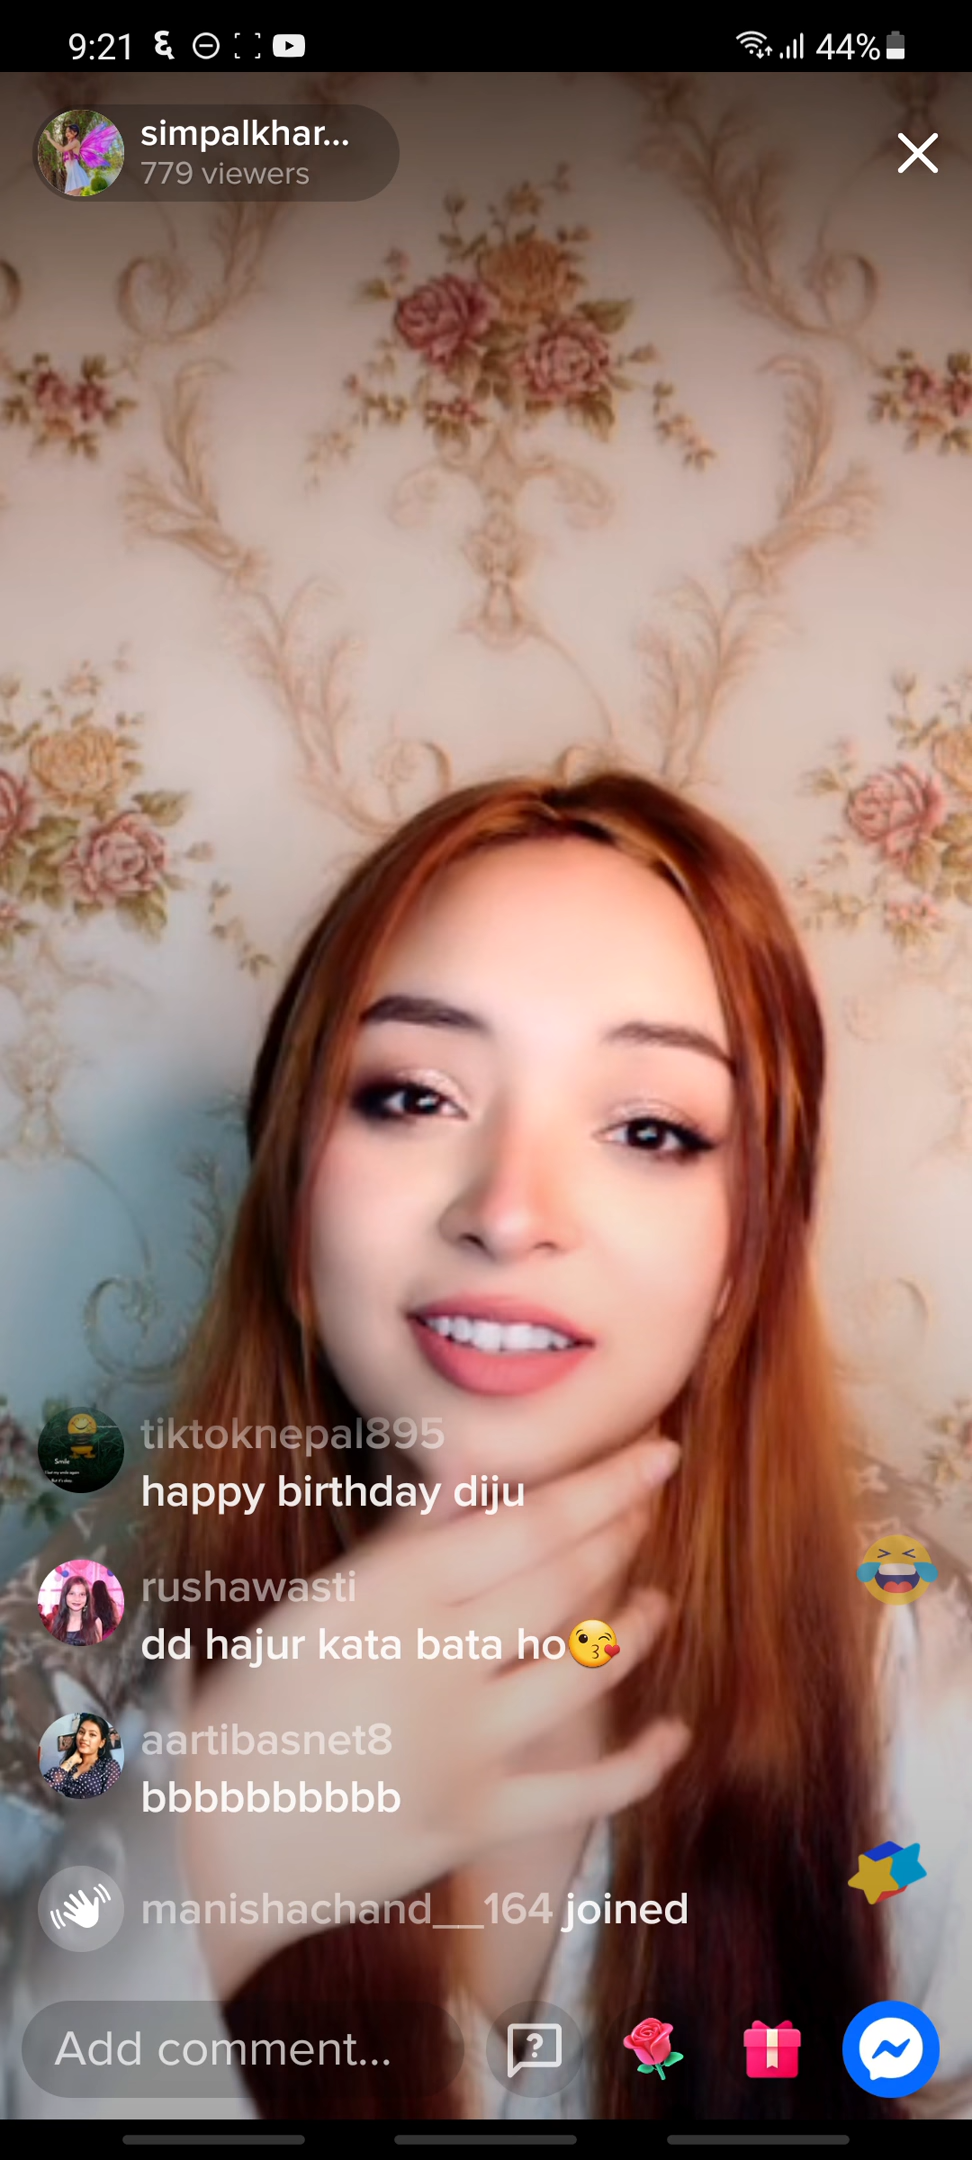 9:21
44%
simpalkhar...
779 viewers
tiktoknepal895
happy birthday diju
rushawasti
dd hajur kata bata ho😘
aartibasnet8
bbbbbbbbbb
manishachand__164 joined
Add comment...